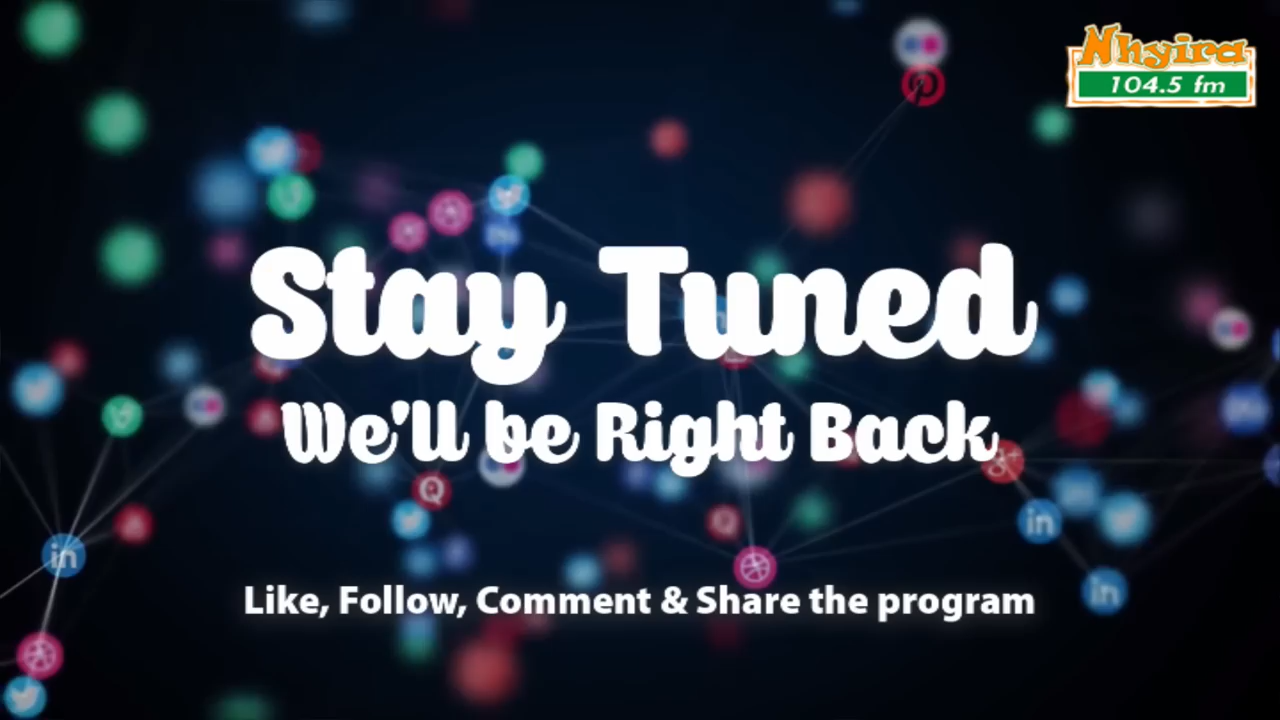 Nhyira
104.5 fm
Stay Tuned
We'll be Right Back
Like, Follow, Comment & Share the program